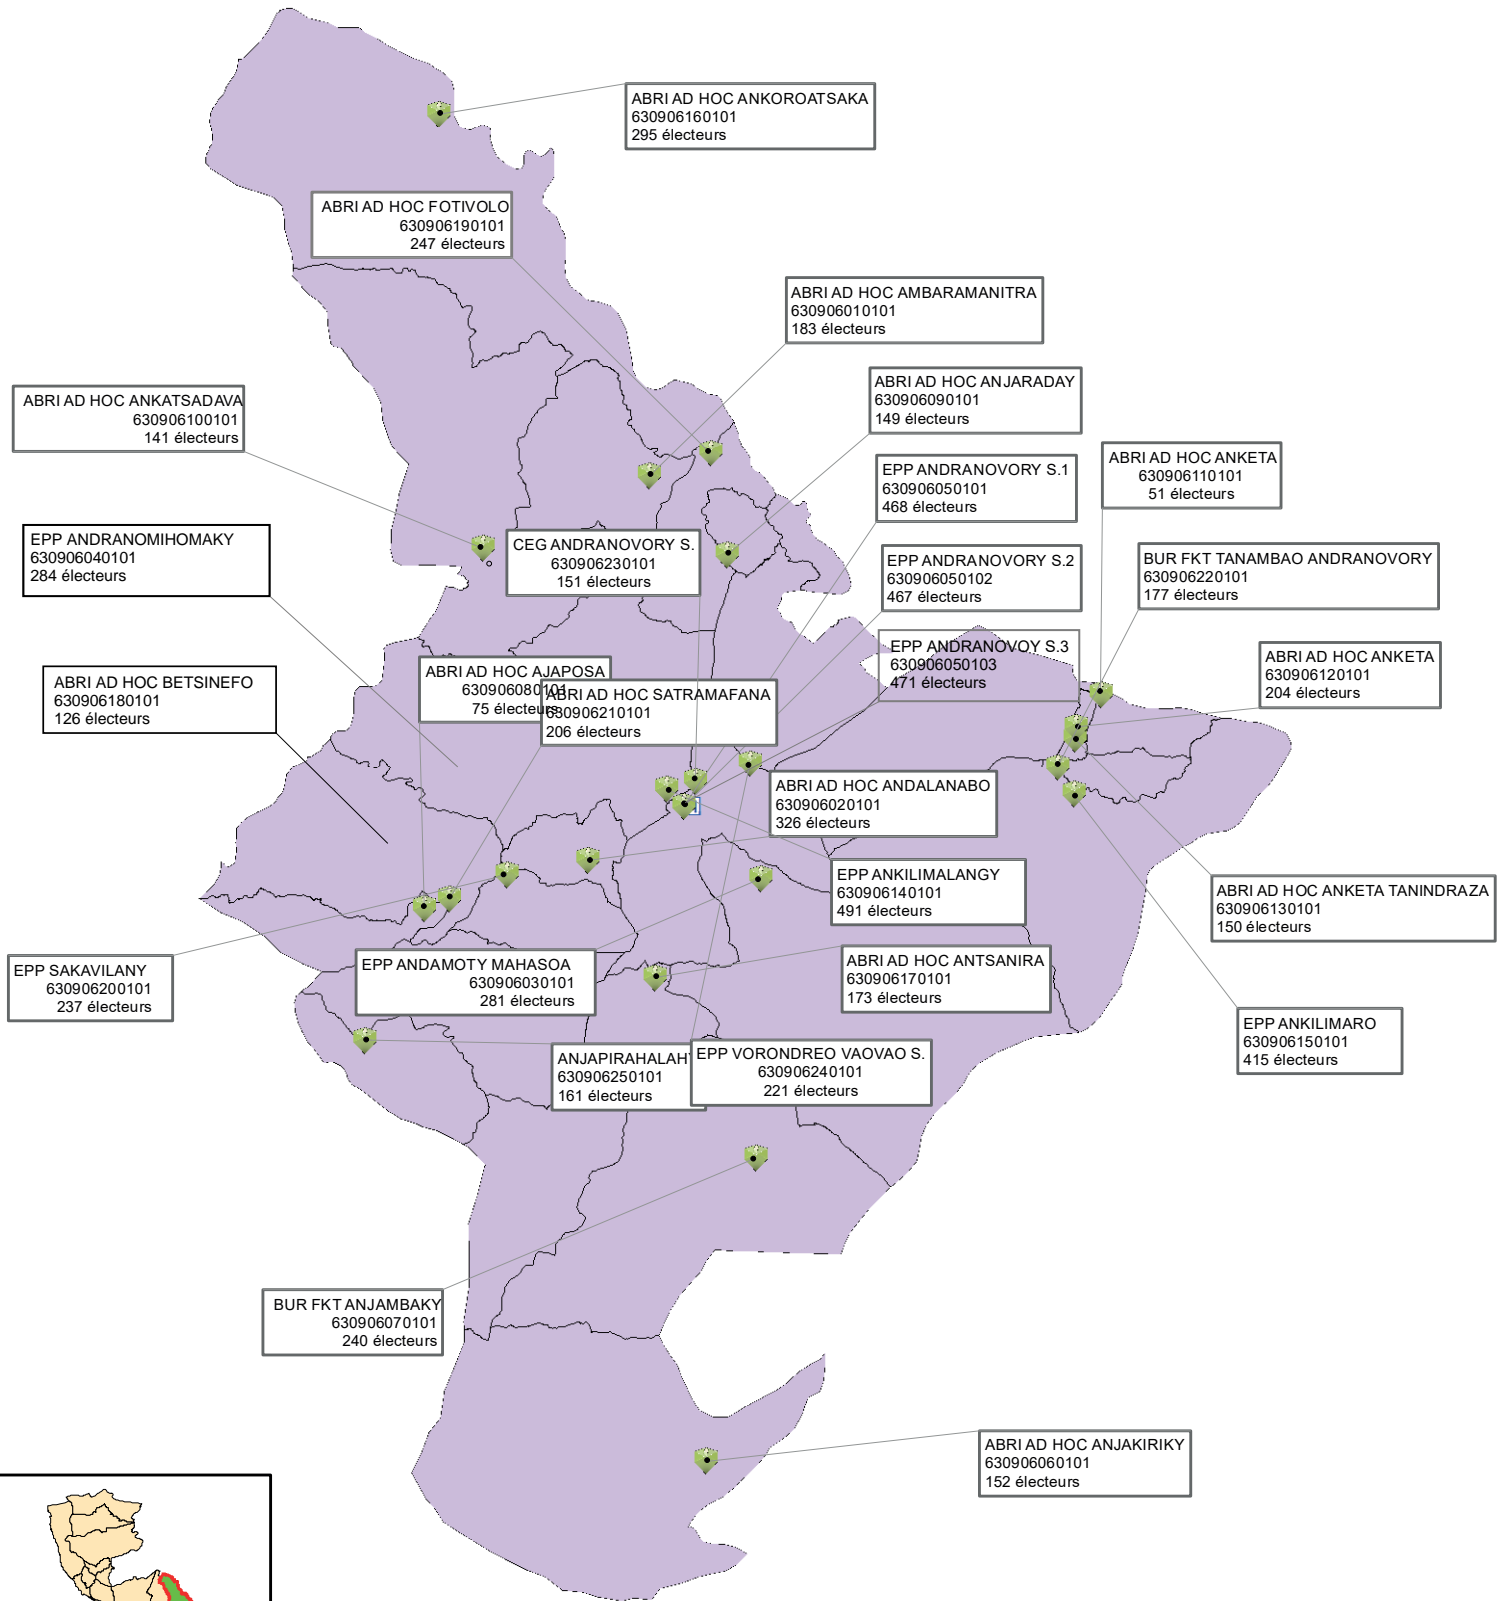 ABRI AD HOC ANKOROATSAKA
630906160101
295 électeurs
ABRI AD HOC FOTIVOLO
630906190101
247 électeurs
ABRI AD HOC AMBARAMANITRA
630906010101
183 électeurs
ABRI AD HOC ANJARADAY
630906090101
149 électeurs
ABRI AD HOC ANKATSADAVA
630906100101
141 électeurs
ABRI AD HOC ANKETA
630906110101
51 électeurs
EPP ANDRANOVORY S.1
630906050101
468 électeurs
EPP ANDRANOMIHOMAKY
630906040101
284 électeurs
CEG ANDRANOVORY S.
630906230101
151 électeurs
EPP ANDRANOVORY S.2
630906050102
467 électeurs
BUR FKT TANAMBAO ANDRANOVORY
630906220101
177 électeurs
EPP ANDRANOVOY S.3
630906050103
471 électeurs
ABRI AD HOC ANKETA
630906120101
204 électeurs
ABRI AD HOC BETSINEFO
630906180101
126 électeurs
ABRI AD HOC AJAPOSA
630906080101
75 électeurs
ABRI AD HOC SATRAMAFANA
630906210101
206 électeurs
ABRI AD HOC ANDALANABO
630906020101
326 électeurs
EPP ANKILIMALANGY
630906140101
491 électeurs
ABRI AD HOC ANKETA TANINDRAZA
630906130101
150 électeurs
EPP SAKAVILANY
630906200101
237 électeurs
EPP ANDAMOTY MAHASOA
630906030101
281 électeurs
ABRI AD HOC ANTSANIRA
630906170101
173 électeurs
EPP ANKILIMARO
630906150101
415 électeurs
ANJAPIRAHALAHY
630906250101
161 électeurs
EPP VORONDREO VAOVAO S.
630906240101
221 électeurs
BUR FKT ANJAMBAKY
630906070101
240 électeurs
ABRI AD HOC ANJAKIRIKY
630906060101
152 électeurs